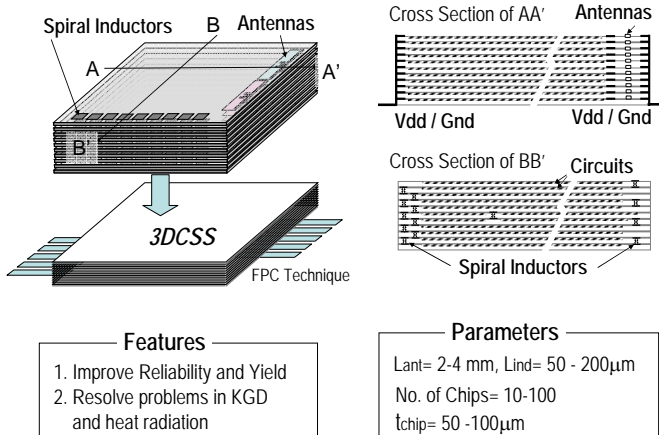 Spiral Inductors
B
Antennas
A
A'
B'
3DCSS
FPC Technique
Cross Section of AA'
Antennas
Vdd / Gnd
Vdd / Gnd
Cross Section of BB'
Circuits
Spiral Inductors
Features
1. Improve Reliability and Yield
2. Resolve problems in KGD
and heat radiation
Parameters
Lant= 2-4 mm, Lind= 50 - 200μm
No. of Chips= 10-100
tchip= 50 -100μm